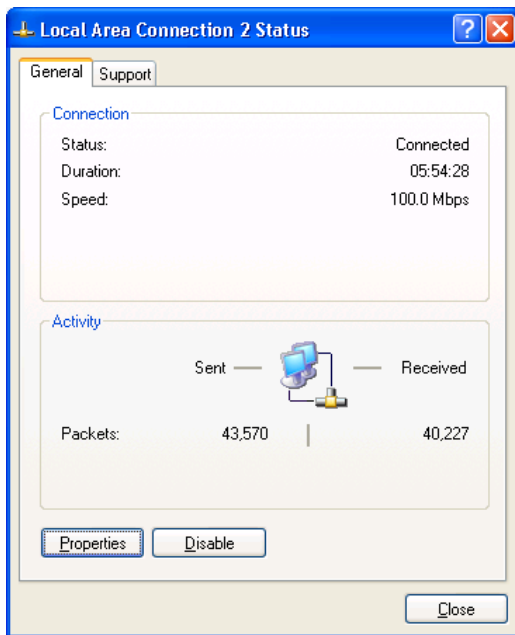 Local Area Connection 2 Status
General Support
Connection
Status: Connected
Duration: 05:54:28
Speed: 100.0 Mbps
Activity
Sent Received
Packets: 43,570 40,227
Properties Disable
Close